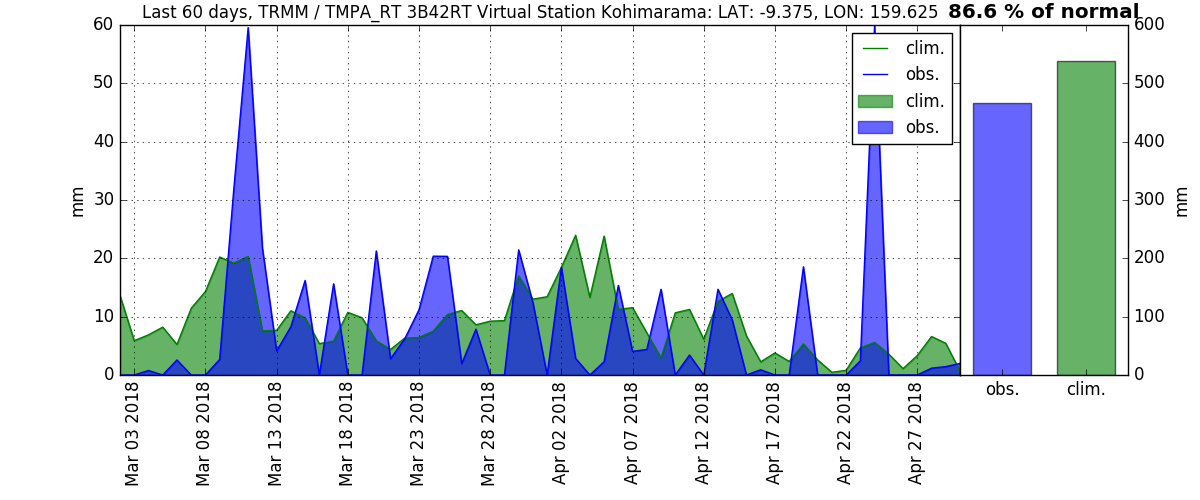 Last 60 days, TRMM / TMPA_RT 3B42RT Virtual Station Kohimarama: LAT: -9.375, LON: 159.625 86.6 % of normal
60
50
40
30
20
10
0
mm
clim.
obs.
clim.
obs.
600
500
400
300
200
100
0
mm
obs. clim.
Mar 03 2018
Mar 08 2018
Mar 13 2018
Mar 18 2018
Mar 23 2018
Mar 28 2018
Apr 02 2018
Apr 07 2018
Apr 12 2018
Apr 17 2018
Apr 22 2018
Apr 27 2018